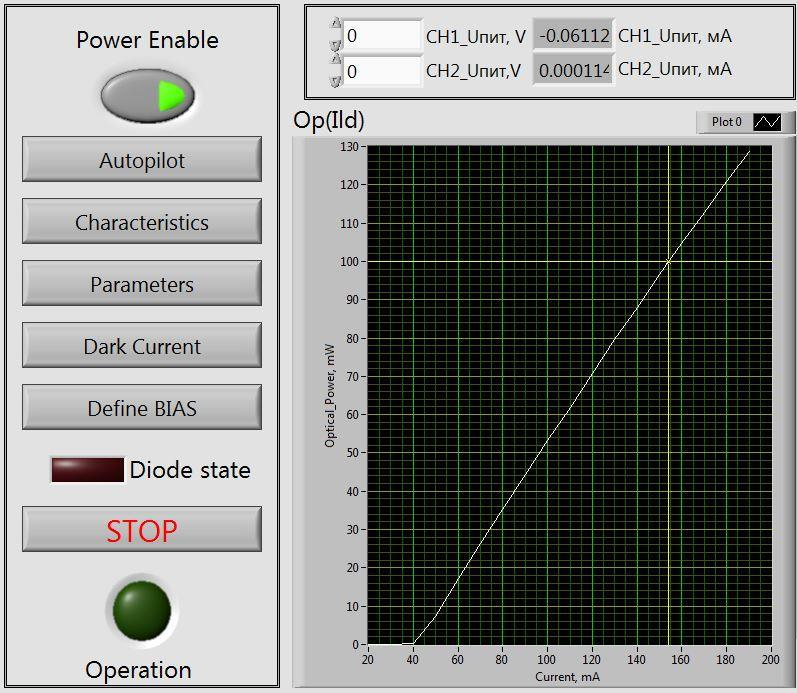 Power Enable
Autopilot
Characteristics
Parameters
Dark Current
Define BIAS
Diode state
STOP
Operation
0 CH1_Uпит, V -0.06112 CH1_Uпит, мА
0 CH2_Uпит,V 0.000114 CH2_Uпит, мА
Op(Ild)
Plot 0
130
120
110
100
90
80
70
60
50
40
30
20
10
0
Optical_Power, mW
20 40 60 80 100 120 140 160 180 200
Current, mA